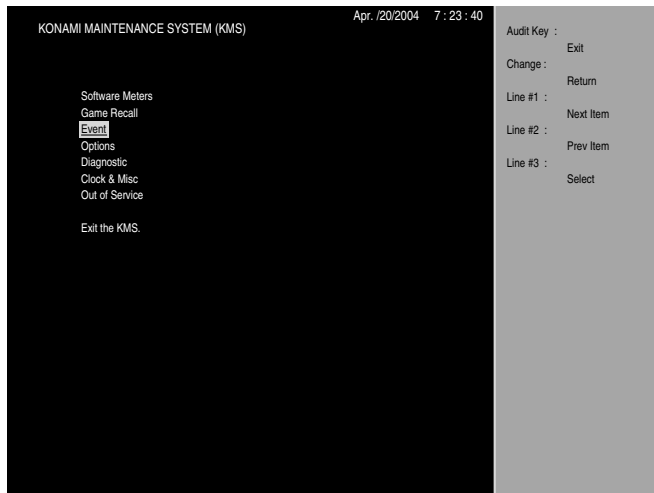 KONAMI MAINTENANCE SYSTEM (KMS)
Apr. /20/2004 7 : 23 : 40
Software Meters
Game Recall
Event
Options
Diagnostic
Clock & Misc
Out of Service
Exit the KMS.
Audit Key :
Exit
Change :
Return
Line #1 :
Next Item
Line #2 :
Prev Item
Line #3 :
Select